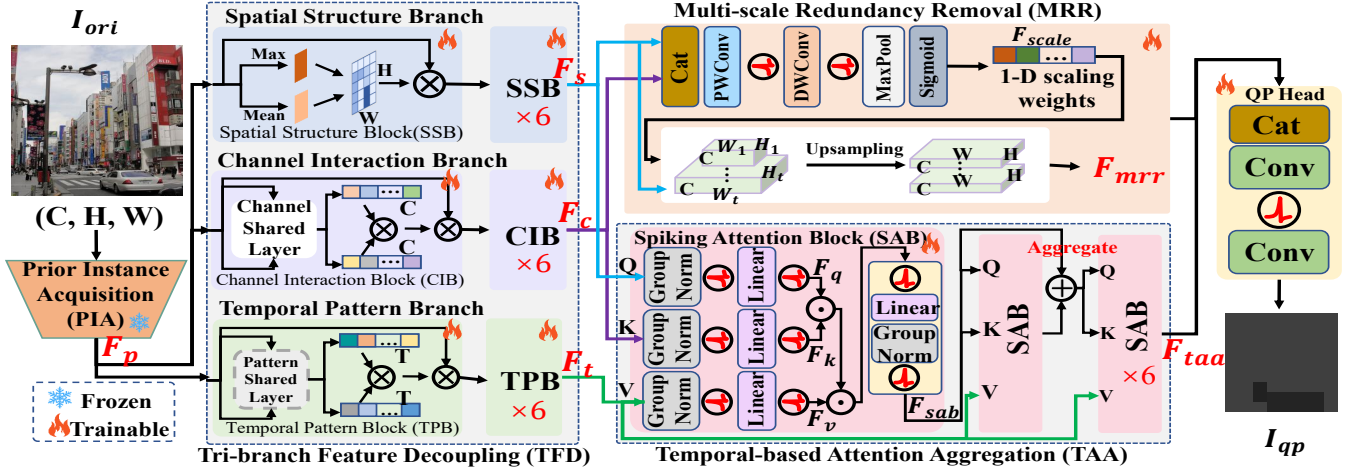 I_ori
(C, H, W)
Prior Instance
Acquisition
(PIA)
F_p
Frozen
Trainable
Spatial Structure Branch
Max
Mean
H
W
Spatial Structure Block(SSB)
SSB
×6
F_s
Channel Interaction Branch
Channel
Shared
Layer
...
C
C
...
Channel Interaction Block (CIB)
CIB
×6
F_c
Temporal Pattern Branch
Pattern
Shared
Layer
...
T
T
...
Temporal Pattern Block (TPB)
TPB
×6
F_t
Tri-branch Feature Decoupling (TFD)
Multi-scale Redundancy Removal (MRR)
Cat
PWConv
DWConv
MaxPool
Sigmoid
F_scale
...
1-D scaling
weights
C W_1 H_1
...
C W_t H_t
Upsampling
C W H
...
C W H
F_mrr
Spiking Attention Block (SAB)
Q
Group
Norm
Linear
F_q
K
Group
Norm
Linear
F_k
V
Group
Norm
Linear
F_v
Linear
Group
Norm
F_sab
Q
K
V
SAB
Aggregate
Q
K
V
SAB
×6
F_taa
Temporal-based Attention Aggregation (TAA)
QP Head
Cat
Conv
Conv
I_qp